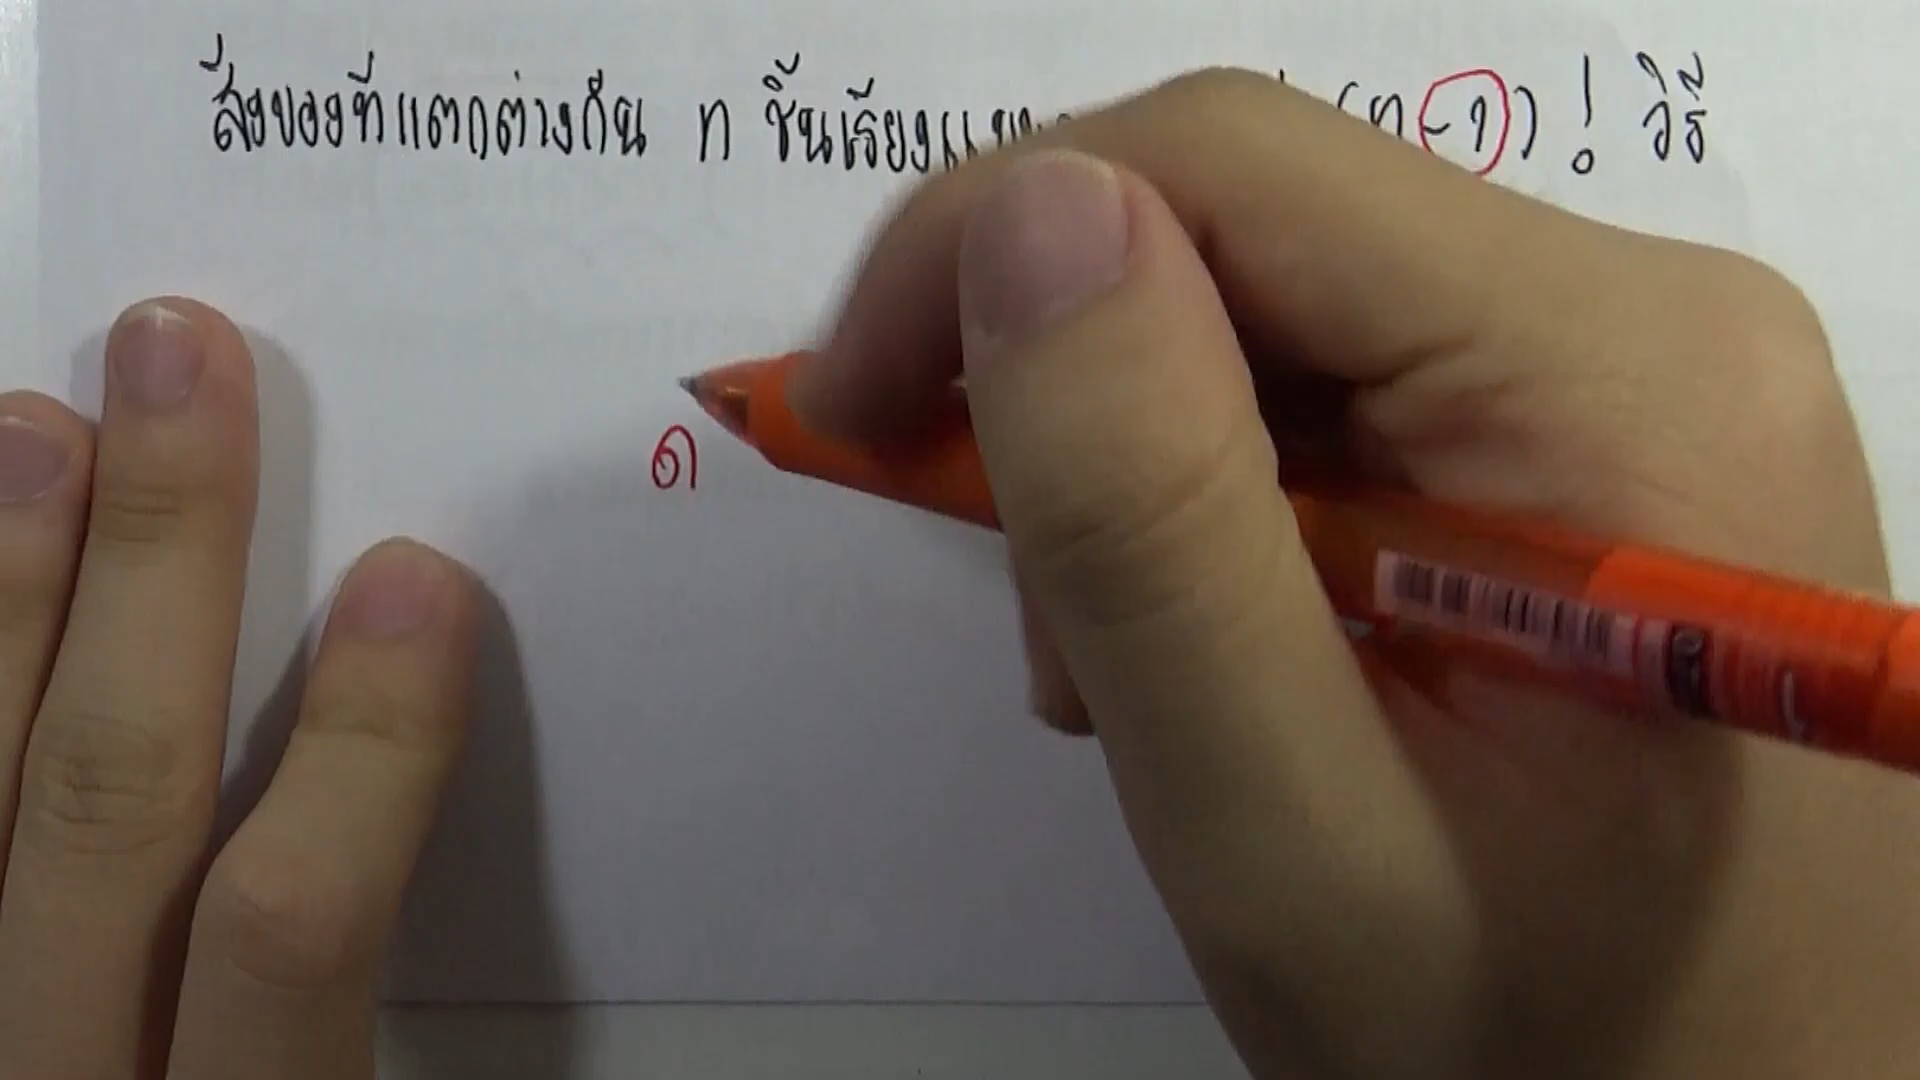 สิ่งของที่แตกต่างกัน n ชิ้นเรียง (n-1)! วิธี
ด